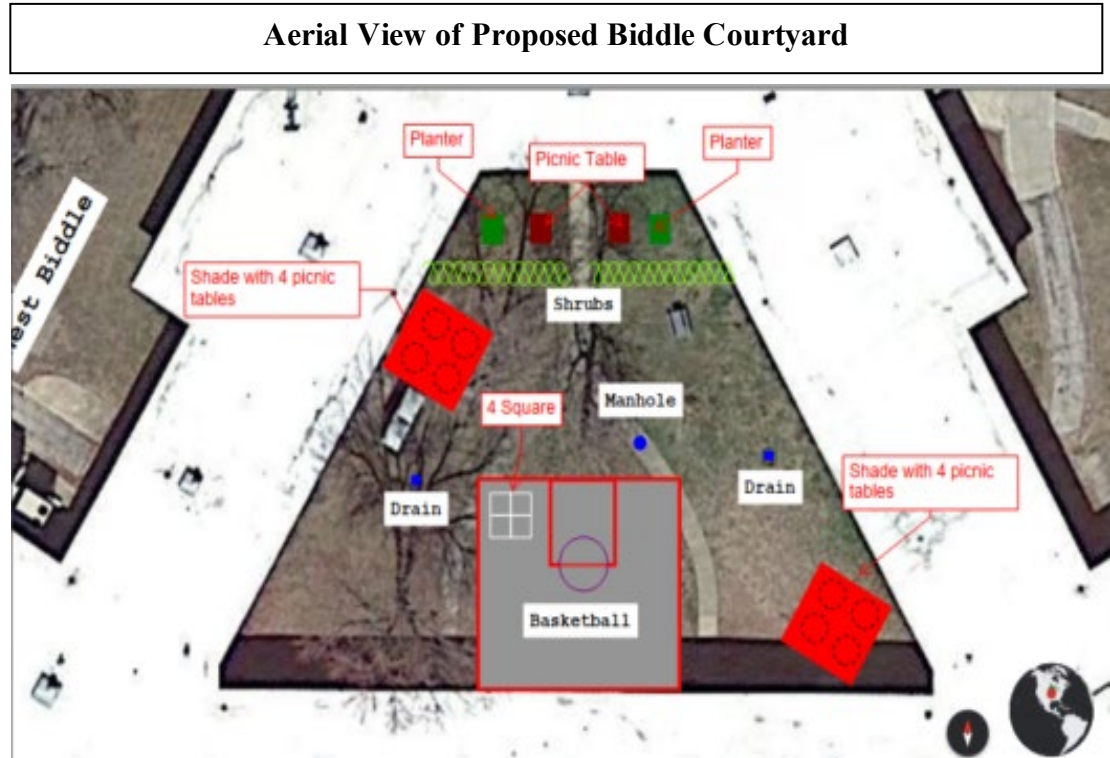 Aerial View of Proposed Biddle Courtyard
Planter
Picnic Table
Planter
Shade with 4 picnic
tables
Shrubs
West Biddle
4 Square
Manhole
Shade with 4 picnic
tables
Drain
Drain
Basketball